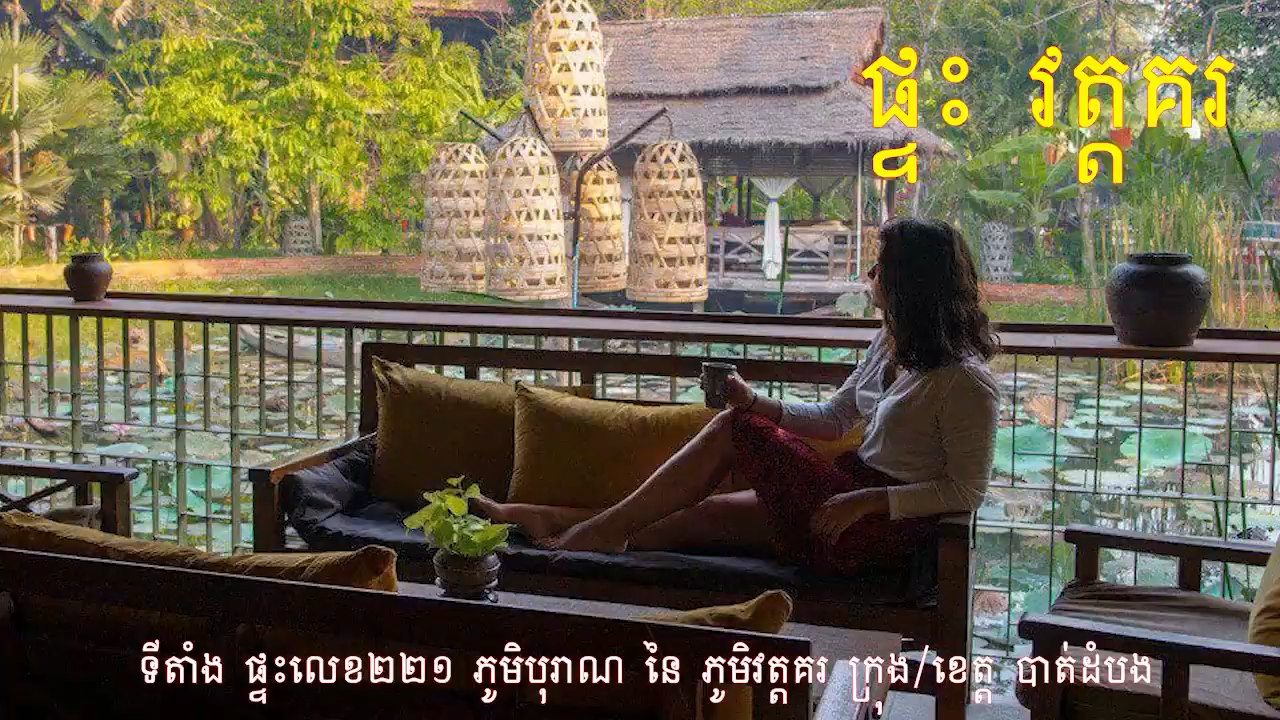 ផ្ទះ វត្តគរ
ទីតាំង ផ្ទះលេខ២២១ ភូមិបុរាណ នៃ ភូមិវត្តគរ ក្រុង/ខេត្ត បាត់ដំបង